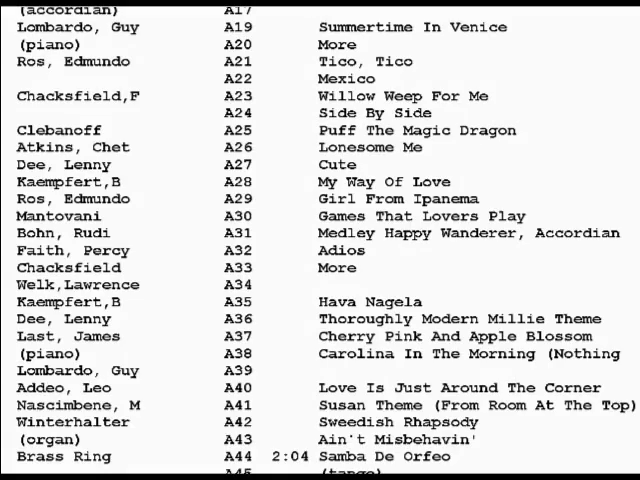 (accordian) A17
Lombardo, Guy A19 Summertime In Venice
(piano) A20 More
Ros, Edmundo A21 Tico, Tico
A22 Mexico
Chacksfield,F A23 Willow Weep For Me
A24 Side By Side
Clebanoff A25 Puff The Magic Dragon
Atkins, Chet A26 Lonesome Me
Dee, Lenny A27 Cute
Kaempfert,B A28 My Way Of Love
Ros, Edmundo A29 Girl From Ipanema
Mantovani A30 Games That Lovers Play
Bohn, Rudi A31 Medley Happy Wanderer, Accordian
Faith, Percy A32 Adios
Chacksfield A33 More
Welk,Lawrence A34
Kaempfert,B A35 Hava Nagela
Dee, Lenny A36 Thoroughly Modern Millie Theme
Last, James A37 Cherry Pink And Apple Blossom
(piano) A38 Carolina In The Morning (Nothing
Lombardo, Guy A39
Addeo, Leo A40 Love Is Just Around The Corner
Nascimbene, M A41 Susan Theme (From Room At The Top)
Winterhalter A42 Sweedish Rhapsody
(organ) A43 Ain't Misbehavin'
Brass Ring A44 2:04 Samba De Orfeo
A45 (tango)